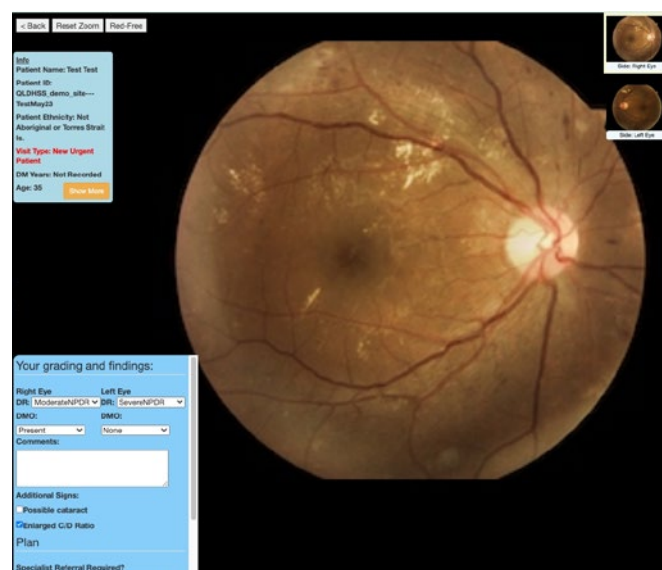 < Back Reset Zoom Red-Free
Info
Patient Name: Test Test
Patient ID:
QLDHSS_demo_site----
TestMay23
Patient Ethnicity: Not
Aboriginal or Torres Strait
Is.
Visit Type: New Urgent
Patient
DM Years: Not Recorded
Age: 35 Show More
Side: Right Eye
Side: Left Eye
Your grading and findings:
Right Eye Left Eye
DR: ModerateNPDR DR: SevereNPDR
DMO: DMO:
Present None
Comments:
Additional Signs:
Possible cataract
Enlarged C/D Ratio
Plan
Specialist Referral Required?